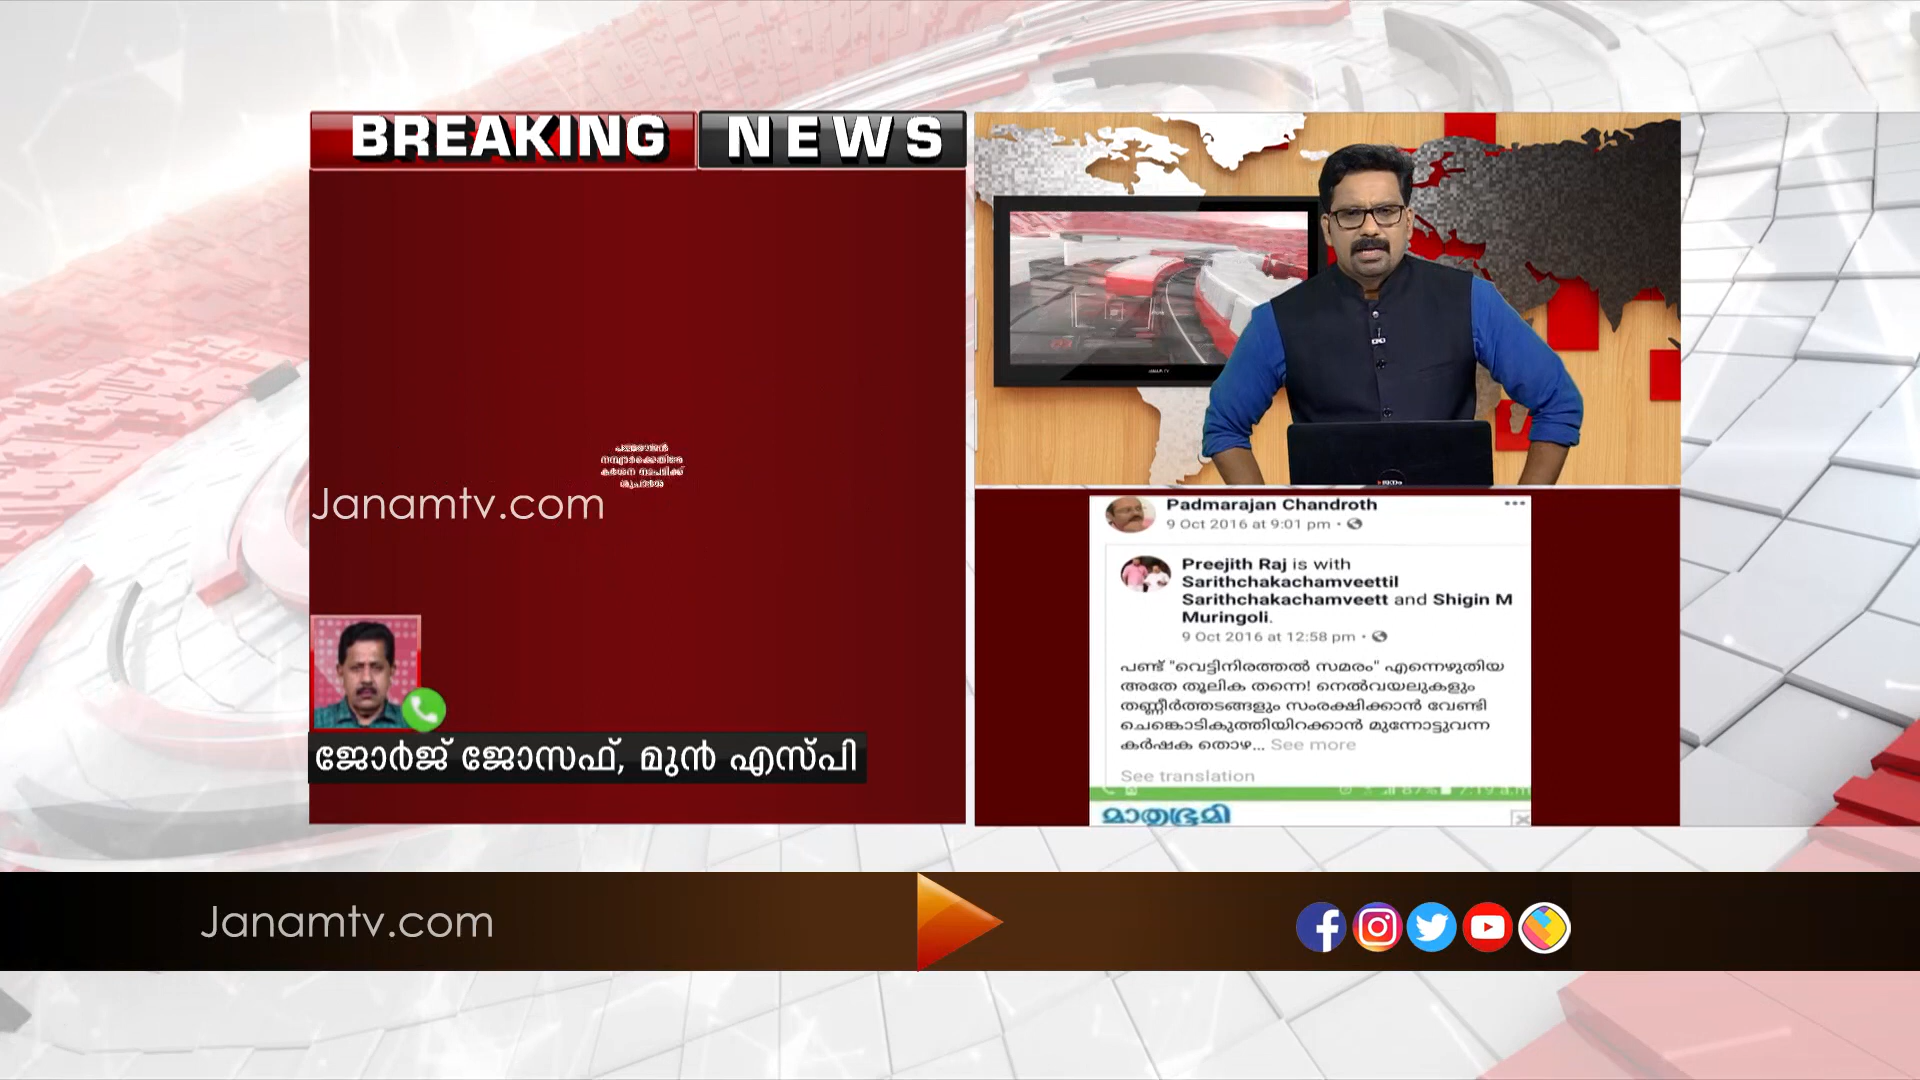 BREAKING NEWS
Janamtv.com
ജോർജ് ജോസഫ്, മുൻ എസ്പി
Padmarajan Chandroth
9 Oct 2016 at 9:01 pm
Preejith Raj is with
Sarithchakachamveettil
Sarithchakachamveett and Shigin M
Muringoli.
9 Oct 2016 at 12:58 pm
പണ്ട് "വെട്ടിനിരത്തൽ സമരം" എന്നെഴുതിയ
അതേ തൂലിക തന്നെ! നെൽവയലുകളും
തണ്ണീർത്തടങ്ങളും സംരക്ഷിക്കാൻ വേണ്ടി
ചെങ്കൊടികുത്തിയിറക്കാൻ മുന്നോട്ടുവന്ന
കർഷക തൊഴ... See more
See translation
മാതൃഭൂമി
Janamtv.com